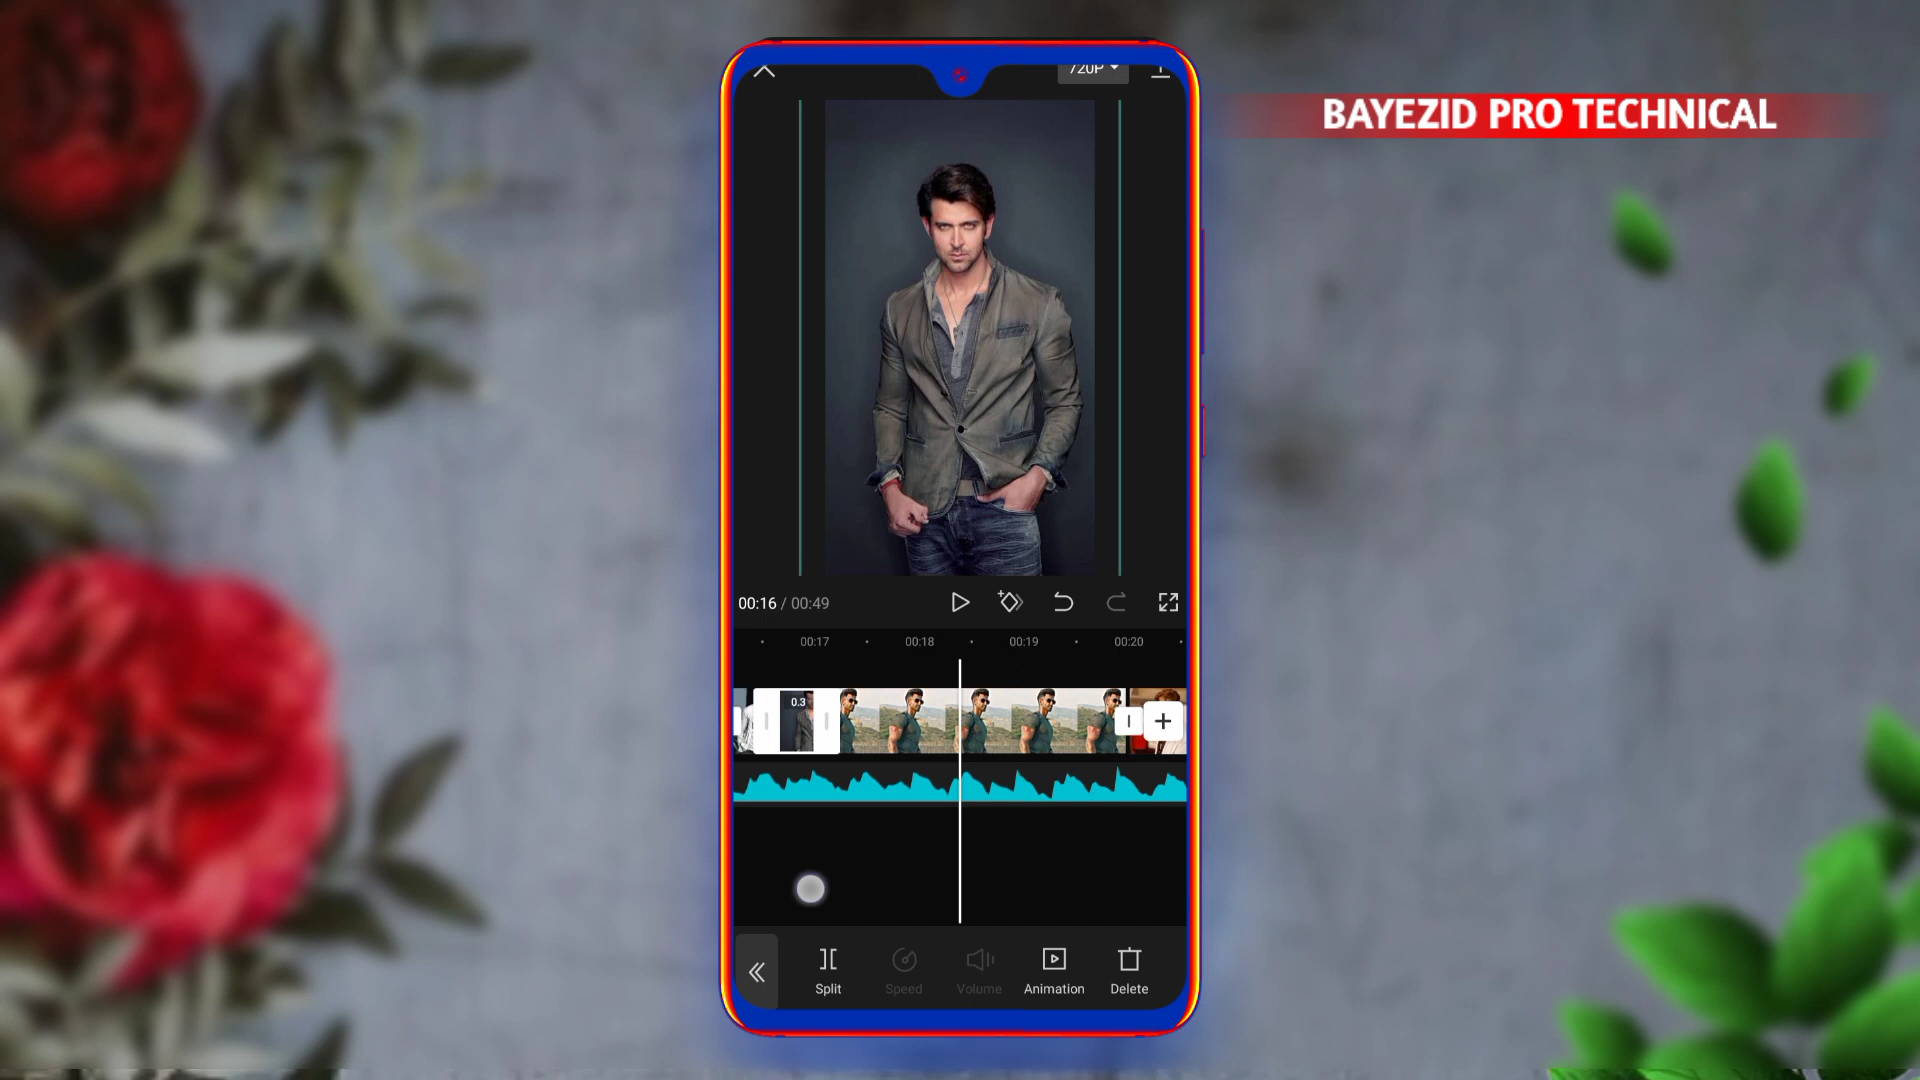 720P
BAYEZID PRO TECHNICAL
00:16 / 00:49
00:17 00:18 00:19 00:20
0.3
Split Speed Volume Animation Delete